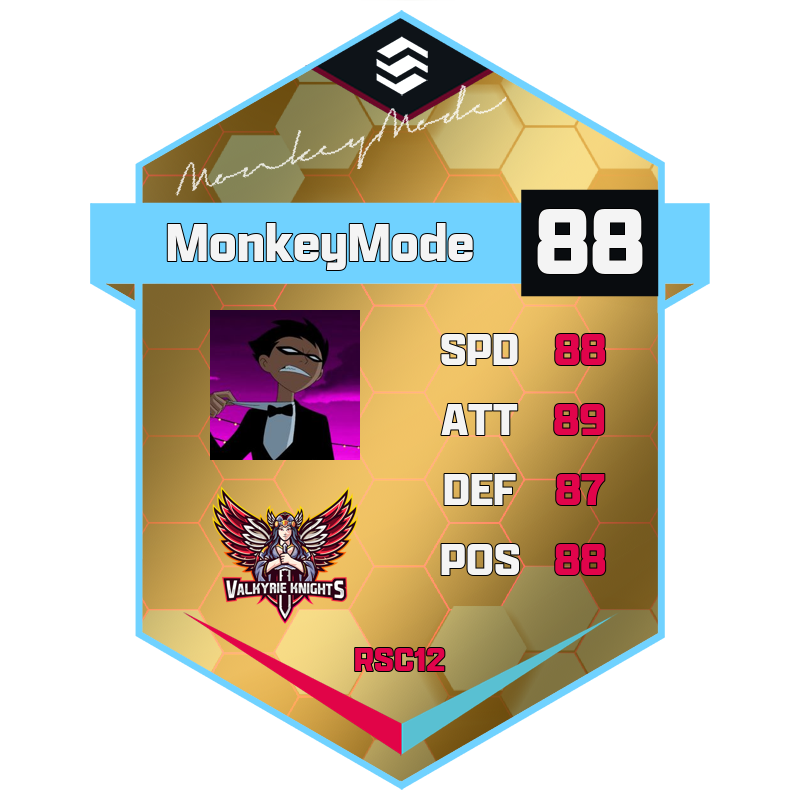 MonkeyMode
MonkeyMode 88
SPD 88
ATT 89
DEF 87
POS 88
VALKYRIE KNIGHTS
RSC12